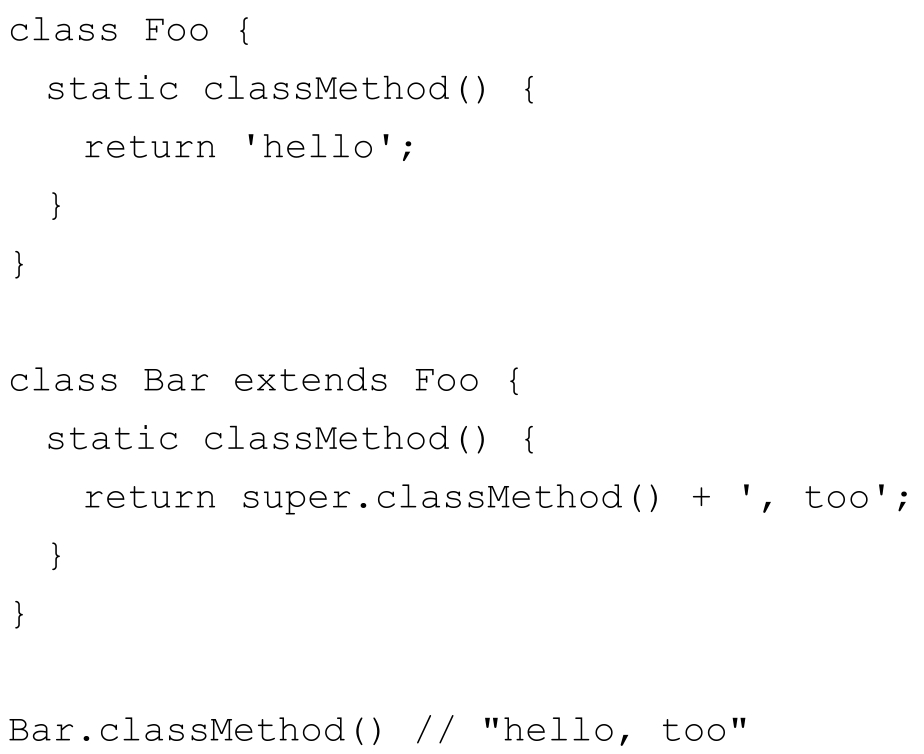 class Foo {
  static classMethod() {
    return 'hello';
  }
}

class Bar extends Foo {
  static classMethod() {
    return super.classMethod() + ', too';
  }
}

Bar.classMethod() // "hello, too"